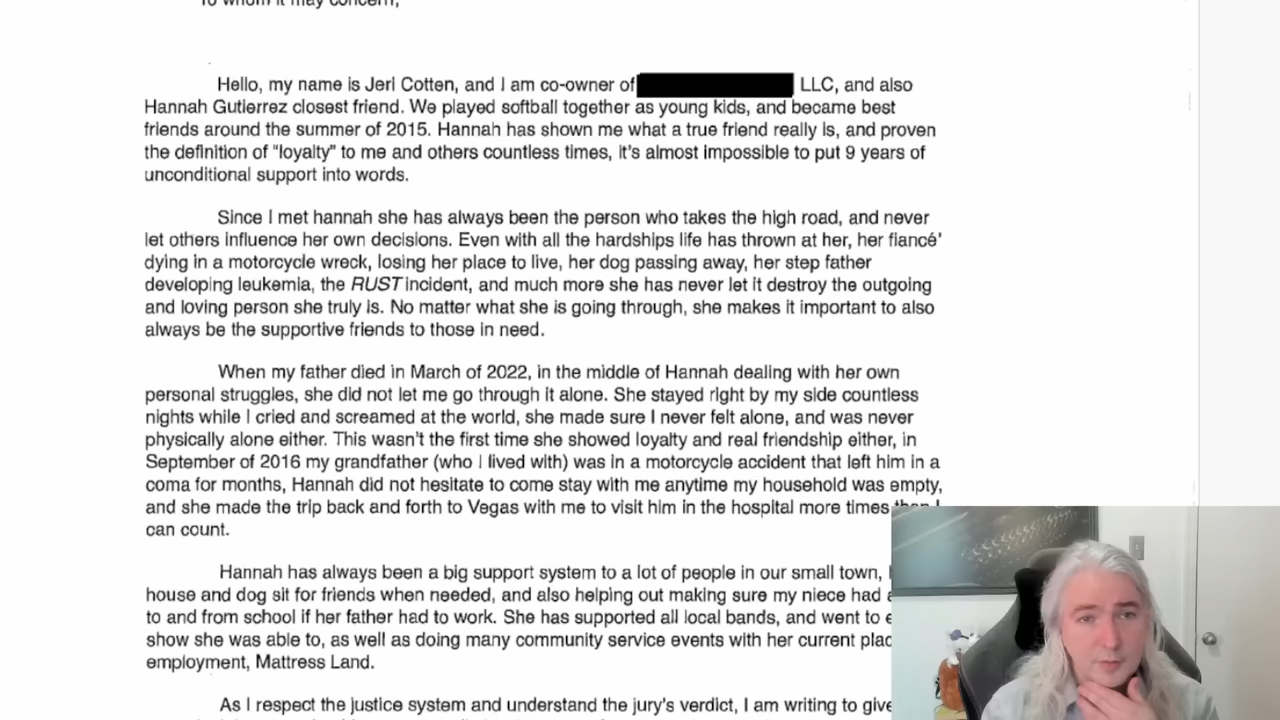 To whom it may concern,
Hello, my name is Jeri Cotten, and I am co-owner of LLC, and also
Hannah Gutierrez closest friend. We played softball together as young kids, and became best
friends around the summer of 2015. Hannah has shown me what a true friend really is, and proven
the definition of "loyalty" to me and others countless times, it's almost impossible to put 9 years of
unconditional support into words.
Since I met hannah she has always been the person who takes the high road, and never
let others influence her own decisions. Even with all the hardships life has thrown at her, her fiancé'
dying in a motorcycle wreck, losing her place to live, her dog passing away, her step father
developing leukemia, the RUST incident, and much more she has never let it destroy the outgoing
and loving person she truly is. No matter what she is going through, she makes it important to also
always be the supportive friends to those in need.
When my father died in March of 2022, in the middle of Hannah dealing with her own
personal struggles, she did not let me go through it alone. She stayed right by my side countless
nights while I cried and screamed at the world, she made sure I never felt alone, and was never
physically alone either. This wasn't the first time she showed loyalty and real friendship either, in
September of 2016 my grandfather (who I lived with) was in a motorcycle accident that left him in a
coma for months, Hannah did not hesitate to come stay with me anytime my household was empty,
and she made the trip back and forth to Vegas with me to visit him in the hospital more times than I
can count.
Hannah has always been a big support system to a lot of people in our small town,
house and dog sit for friends when needed, and also helping out making sure my niece had
to and from school if her father had to work. She has supported all local bands, and went to
show she was able to, as well as doing many community service events with her current
employment, Mattress Land.
As I respect the justice system and understand the jury's verdict, I am writing to give